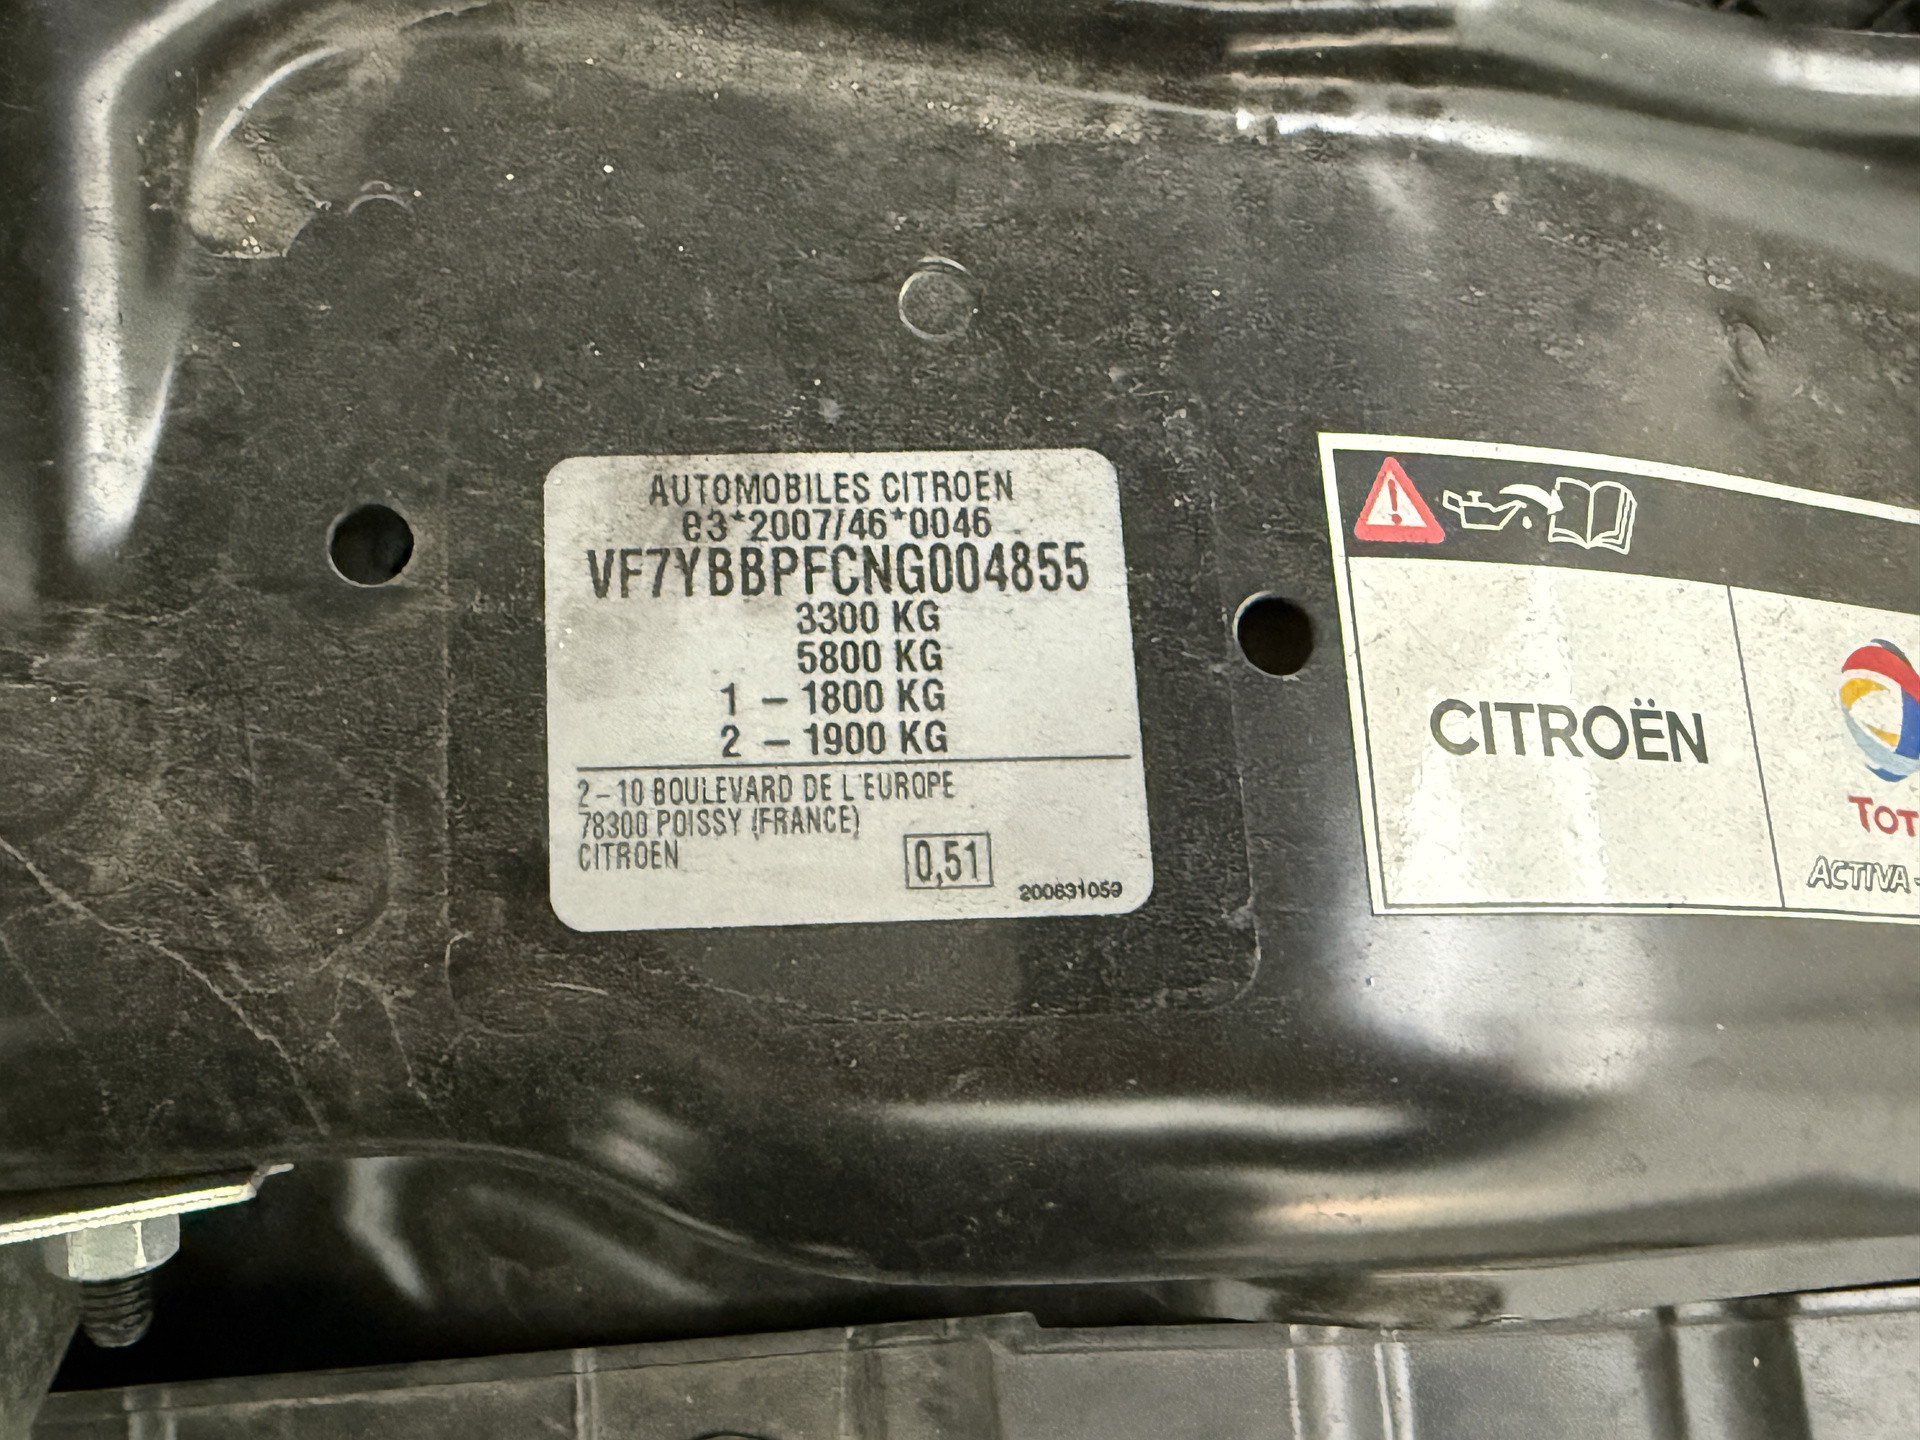 AUTOMOBILES CITROEN
e3*2007/46*0046
VF7YBBPFCNG004855
3300 KG
5800 KG
1 - 1800 KG
2 - 1900 KG
2-10 BOULEVARD DE L'EUROPE
78300 POISSY (FRANCE)
CITROEN
0,51
200831059
CITROËN
TOT
ACTIVA